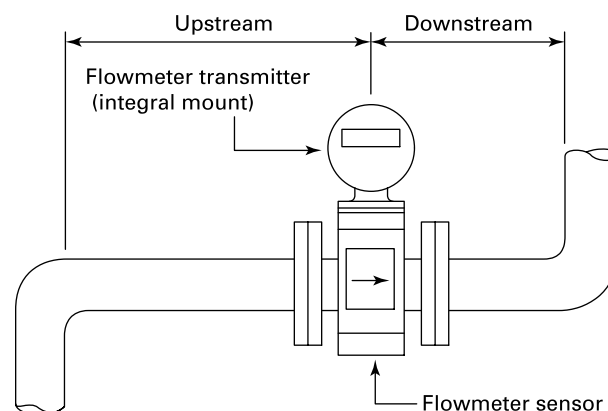 Upstream
Downstream
Flowmeter transmitter
(integral mount)
Flowmeter sensor